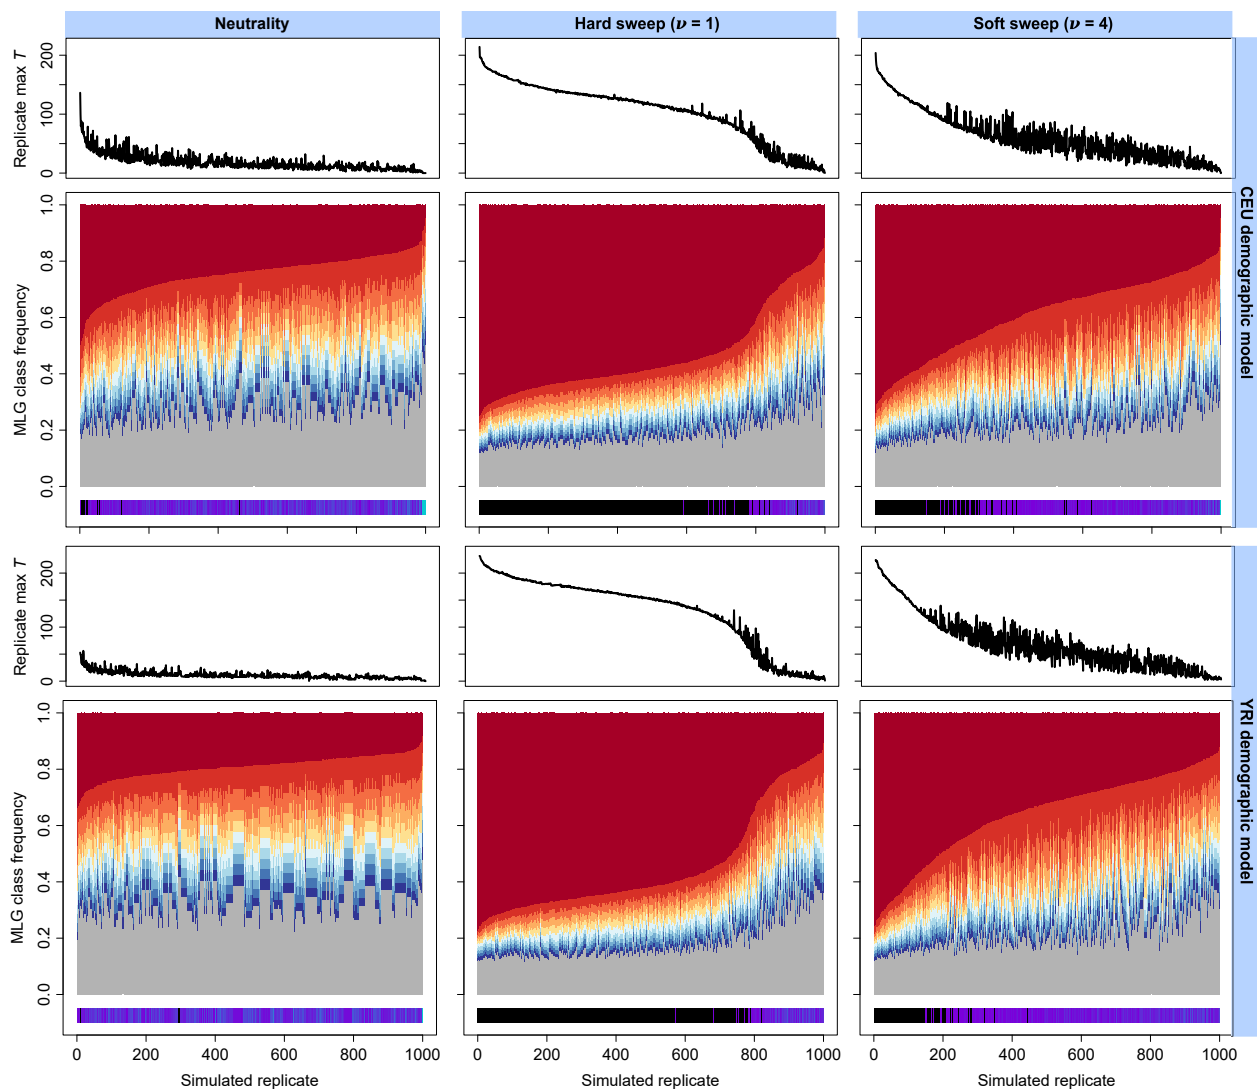 Neutrality
Hard sweep (ν = 1)
Soft sweep (ν = 4)
Replicate max T
0
100
200
MLG class frequency
0.0
0.2
0.4
0.6
0.8
1.0
CEU demographic model
Replicate max T
0
100
200
MLG class frequency
0.0
0.2
0.4
0.6
0.8
1.0
YRI demographic model
0 200 400 600 800 1000
0 200 400 600 800 1000
0 200 400 600 800 1000
Simulated replicate
Simulated replicate
Simulated replicate